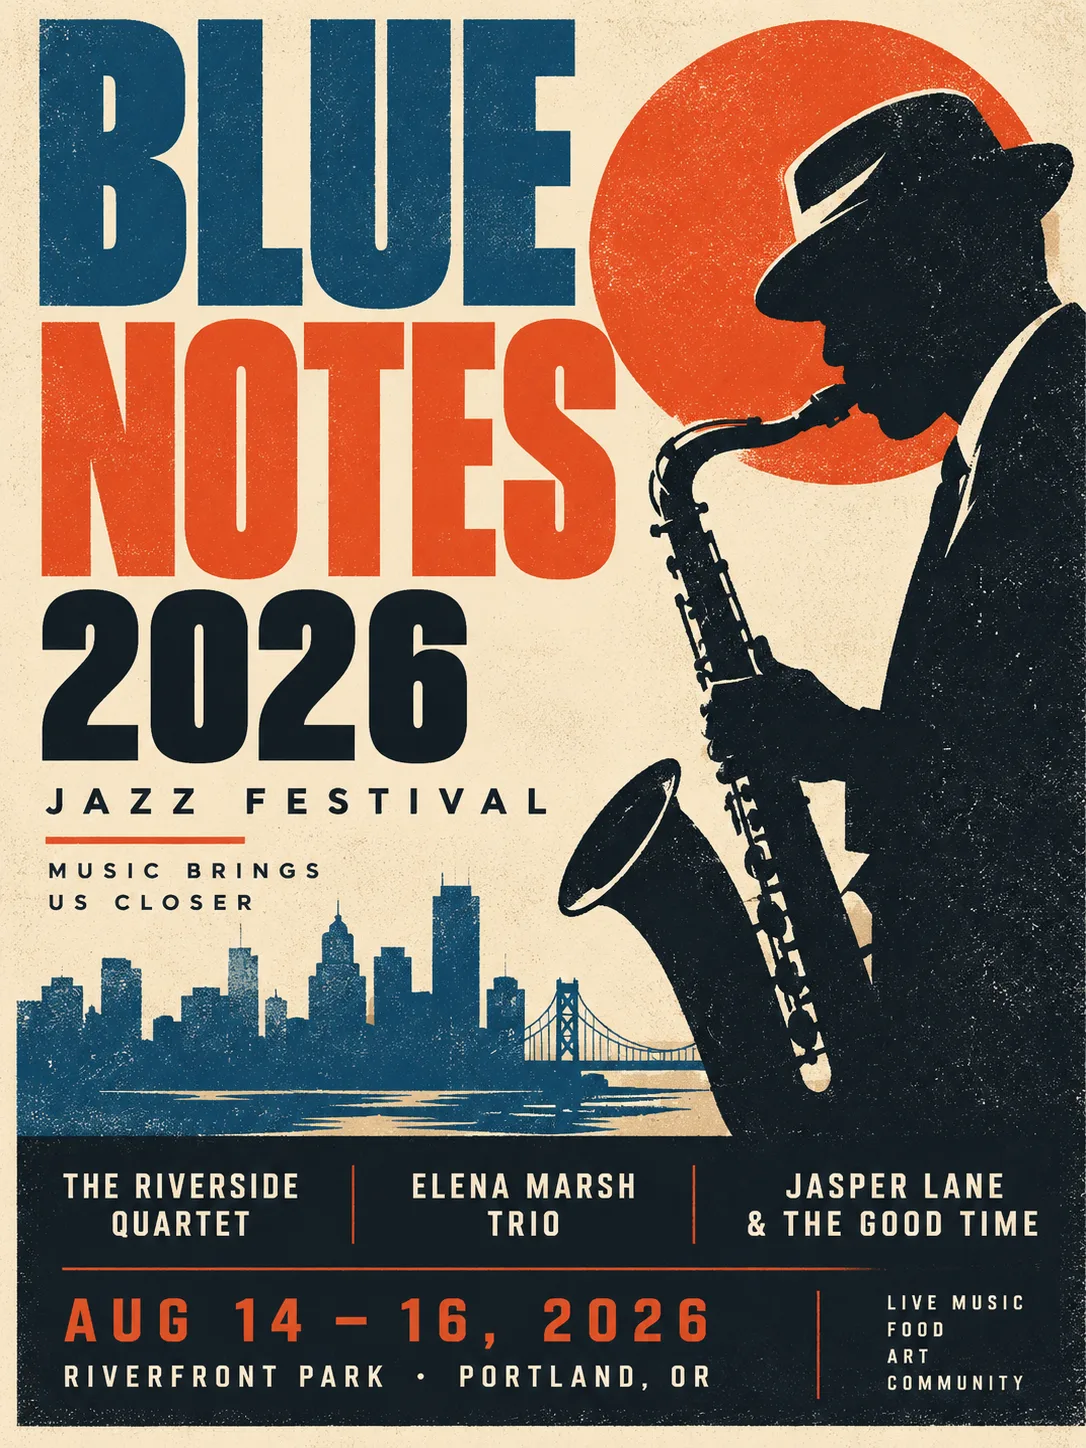 BLUE
NOTES
2026
JAZZ FESTIVAL
MUSIC BRINGS
US CLOSER
THE RIVERSIDE
QUARTET
ELENA MARSH
TRIO
JASPER LANE
& THE GOOD TIME
AUG 14 – 16, 2026
RIVERFRONT PARK • PORTLAND, OR
LIVE MUSIC
FOOD
ART
COMMUNITY